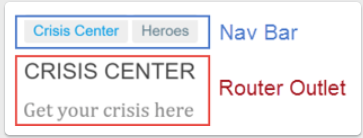 Crisis Center Heroes Nav Bar
CRISIS CENTER
Router Outlet
Get your crisis here